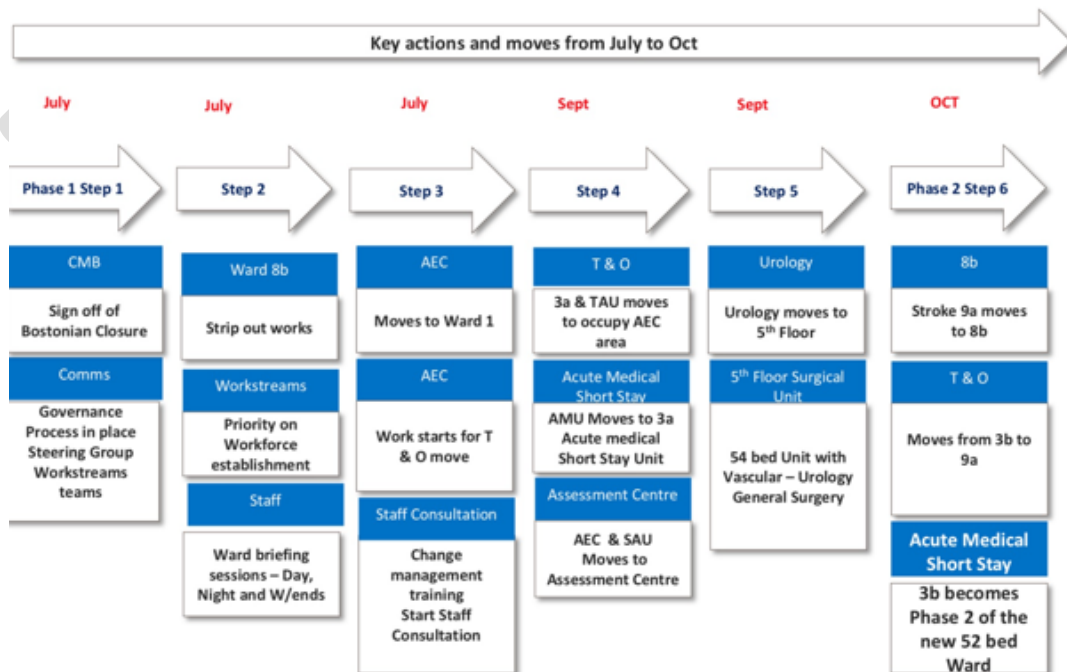 Key actions and moves from July to Oct
July
July
July
Sept
Sept
OCT
Phase 1 Step 1
Step 2
Step 3
Step 4
Step 5
Phase 2 Step 6
CMB
Sign off of
Bostonian Closure
Comms
Governance
Process in place
Steering Group
Workstreams
teams
Ward 8b
Strip out works
Workstreams
Priority on
Workforce
establishment
Staff
Ward briefing
sessions – Day,
Night and W/ends
AEC
Moves to Ward 1
AEC
Work starts for T
& O move
Staff Consultation
Change
management
training
Start Staff
Consultation
T & O
3a & TAU moves
to occupy AEC
area
Acute Medical
Short Stay
AMU Moves to 3a
Acute medical
Short Stay Unit
Assessment Centre
AEC & SAU
Moves to
Assessment Centre
Urology
Urology moves to
5th Floor
5th Floor Surgical
Unit
54 bed Unit with
Vascular – Urology
General Surgery
8b
Stroke 9a moves
to 8b
T & O
Moves from 3b to
9a
Acute Medical
Short Stay
3b becomes
Phase 2 of the
new 52 bed
Ward